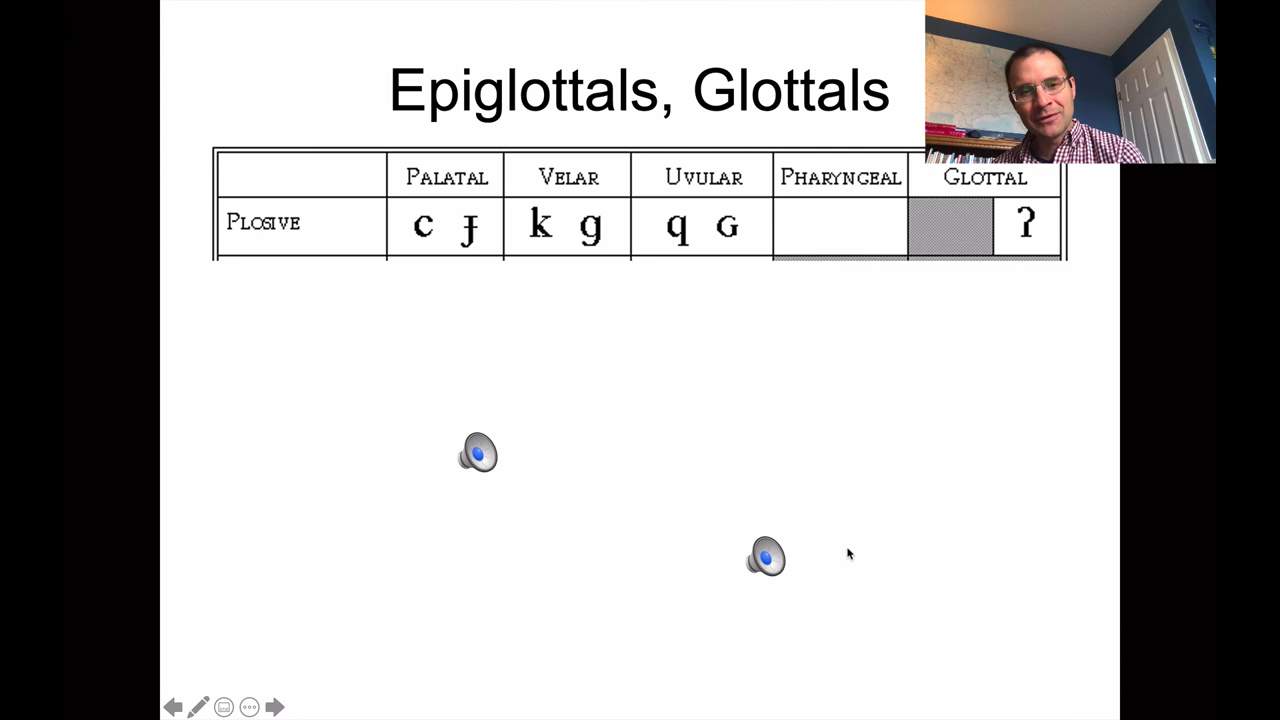 Epiglottals, Glottals
PALATAL VELAR UVULAR PHARYNGEAL GLOTTAL
PLOSIVE c ɟ k ɡ q ɢ ʔ